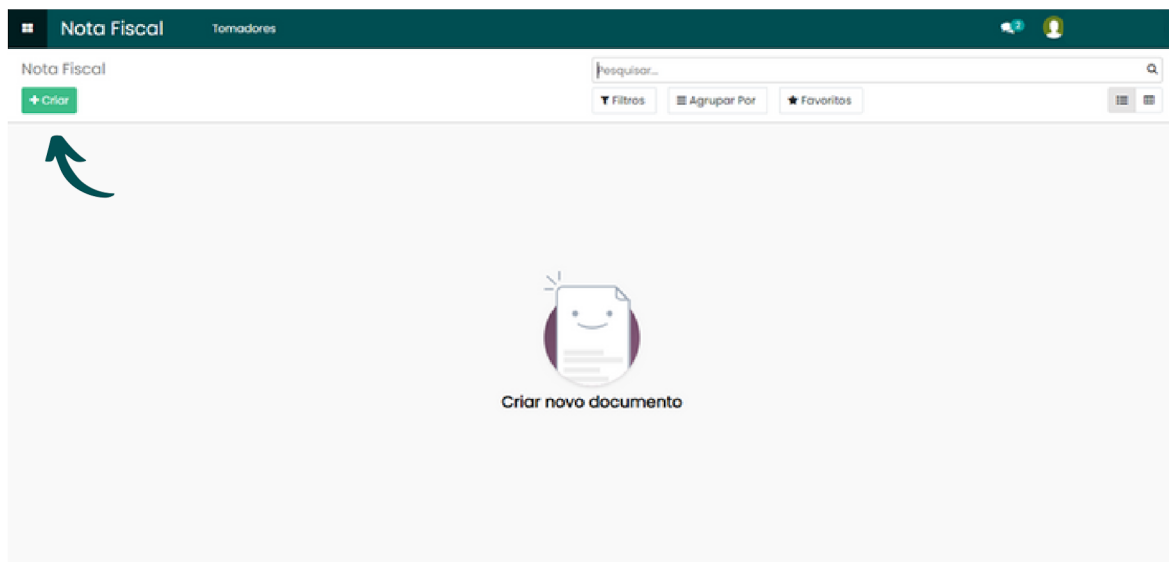 Nota Fiscal Tomadores 2
Nota Fiscal
Pesquisar...
+ Criar
Filtros Agrupar Por Favoritos
Criar novo documento